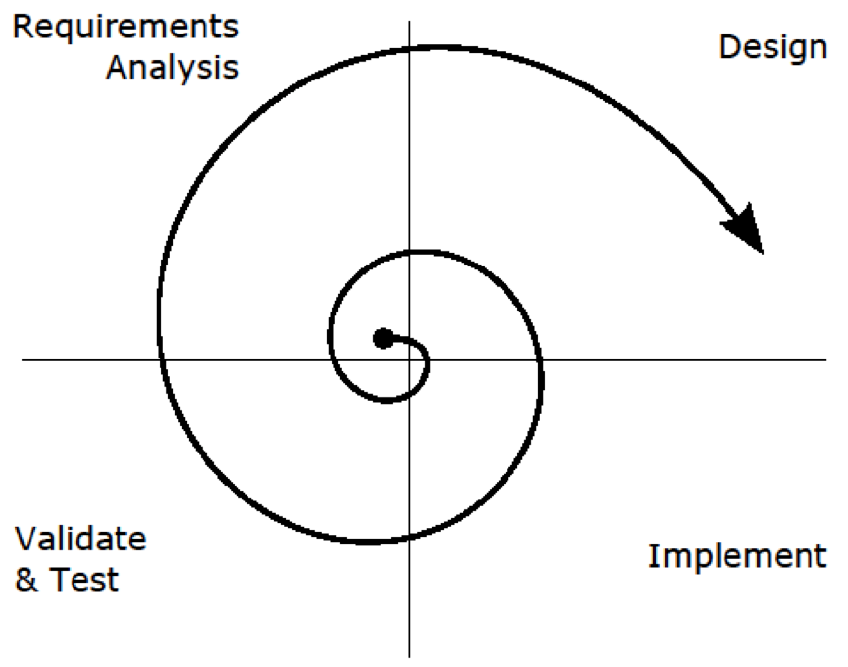 Requirements
Analysis
Design
Validate
& Test
Implement